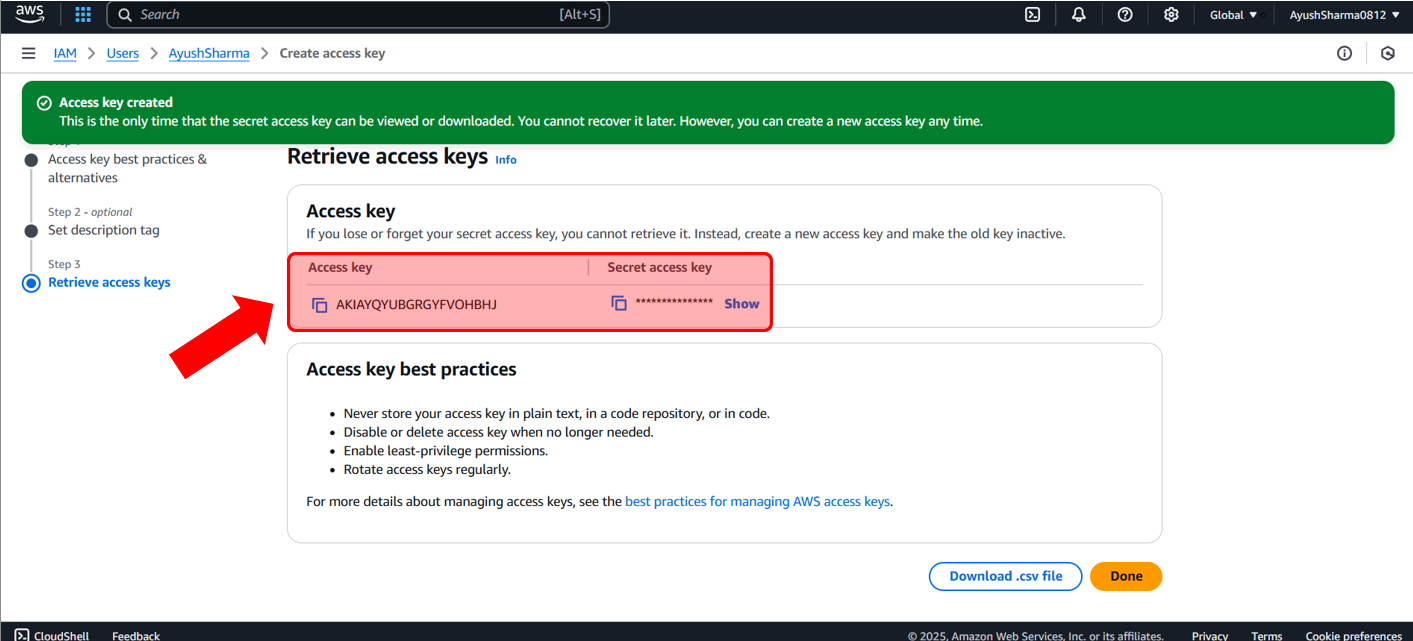 aws
Search
[Alt+S]
Global
AyushSharma0812
IAM
Users
AyushSharma
Create access key
Access key created
This is the only time that the secret access key can be viewed or downloaded. You cannot recover it later. However, you can create a new access key any time.
Access key best practices &
alternatives
Step 2 - optional
Set description tag
Step 3
Retrieve access keys
Retrieve access keys Info
Access key
If you lose or forget your secret access key, you cannot retrieve it. Instead, create a new access key and make the old key inactive.
Access key
Secret access key
AKIAYQYUBGRGYFVOHBHJ
*************** Show
Access key best practices
• Never store your access key in plain text, in a code repository, or in code.
• Disable or delete access key when no longer needed.
• Enable least-privilege permissions.
• Rotate access keys regularly.
For more details about managing access keys, see the best practices for managing AWS access keys.
Download .csv file
Done
CloudShell
Feedback
© 2025, Amazon Web Services, Inc. or its affiliates.
Privacy
Terms
Cookie preferences